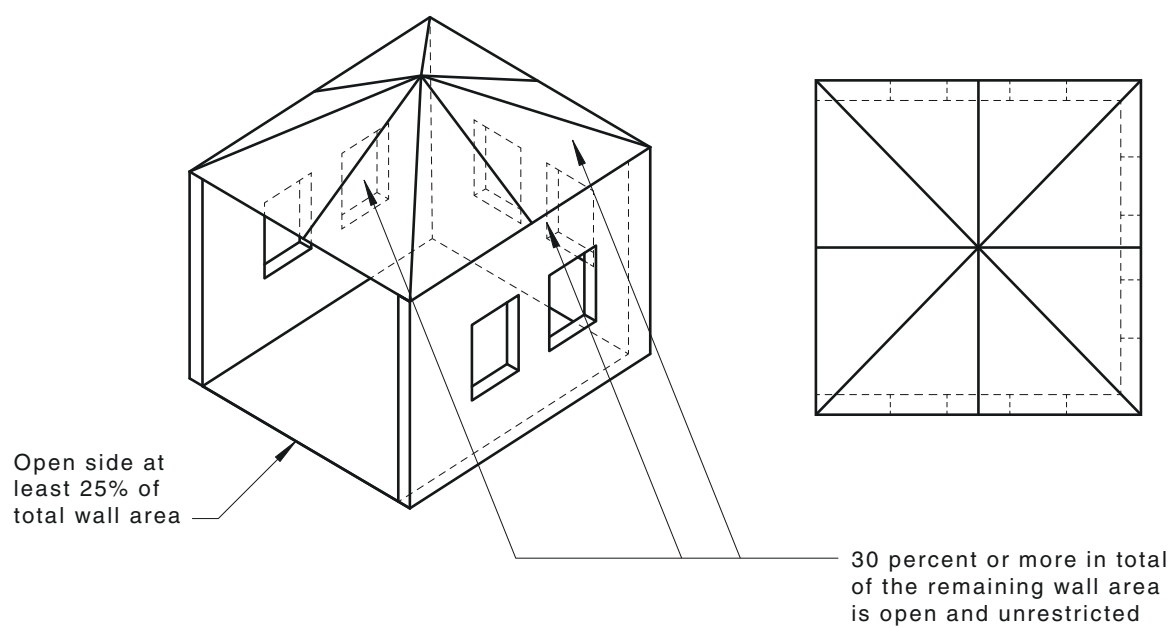 Open side at
least 25% of
total wall area
30 percent or more in total
of the remaining wall area
is open and unrestricted